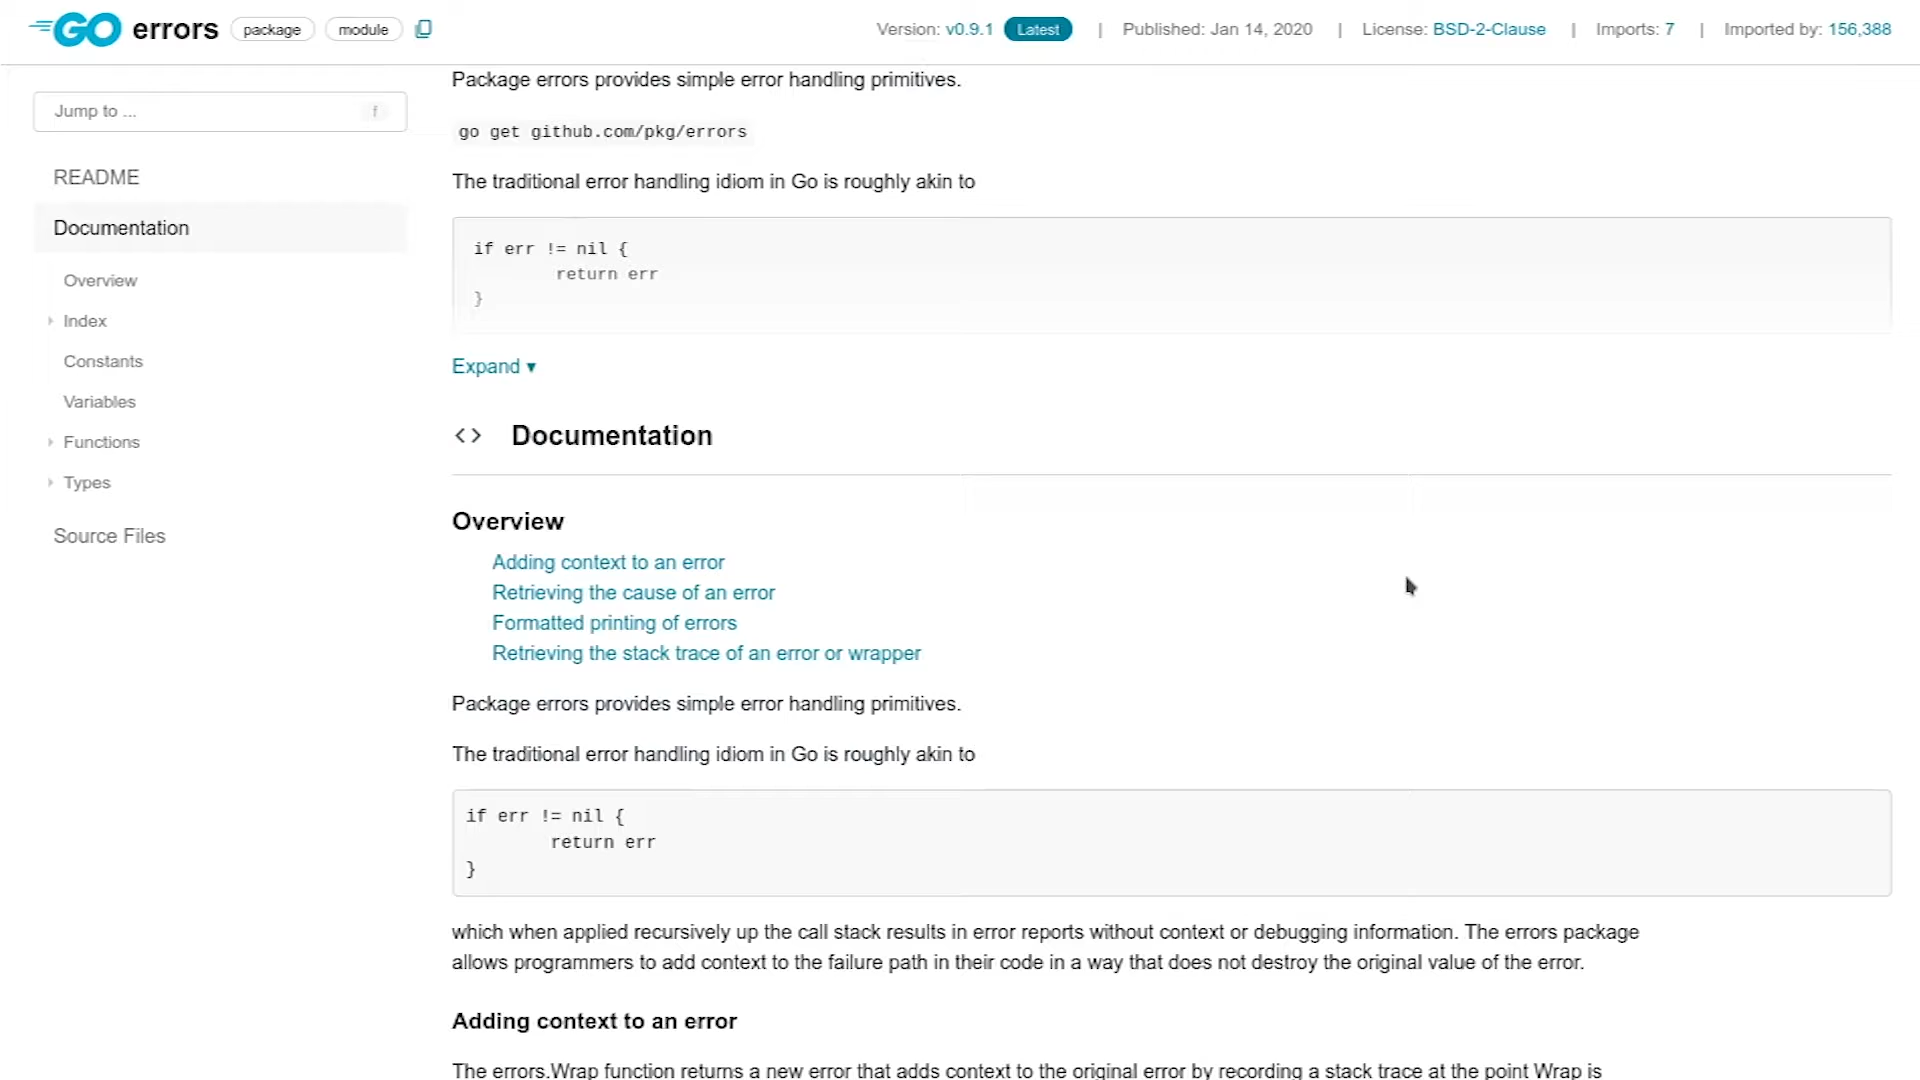 GO errors package module Version: v0.9.1 Latest | Published: Jan 14, 2020 | License: BSD-2-Clause | Imports: 7 | Imported by: 156,388
Jump to ... f
README
Documentation
Overview
Index
Constants
Variables
Functions
Types
Source Files
Package errors provides simple error handling primitives.
go get github.com/pkg/errors
The traditional error handling idiom in Go is roughly akin to
if err != nil {
        return err
}
Expand ▾
<> Documentation
Overview
Adding context to an error
Retrieving the cause of an error
Formatted printing of errors
Retrieving the stack trace of an error or wrapper
Package errors provides simple error handling primitives.
The traditional error handling idiom in Go is roughly akin to
if err != nil {
        return err
}
which when applied recursively up the call stack results in error reports without context or debugging information. The errors package
allows programmers to add context to the failure path in their code in a way that does not destroy the original value of the error.
Adding context to an error
The errors.Wrap function returns a new error that adds context to the original error by recording a stack trace at the point Wrap is